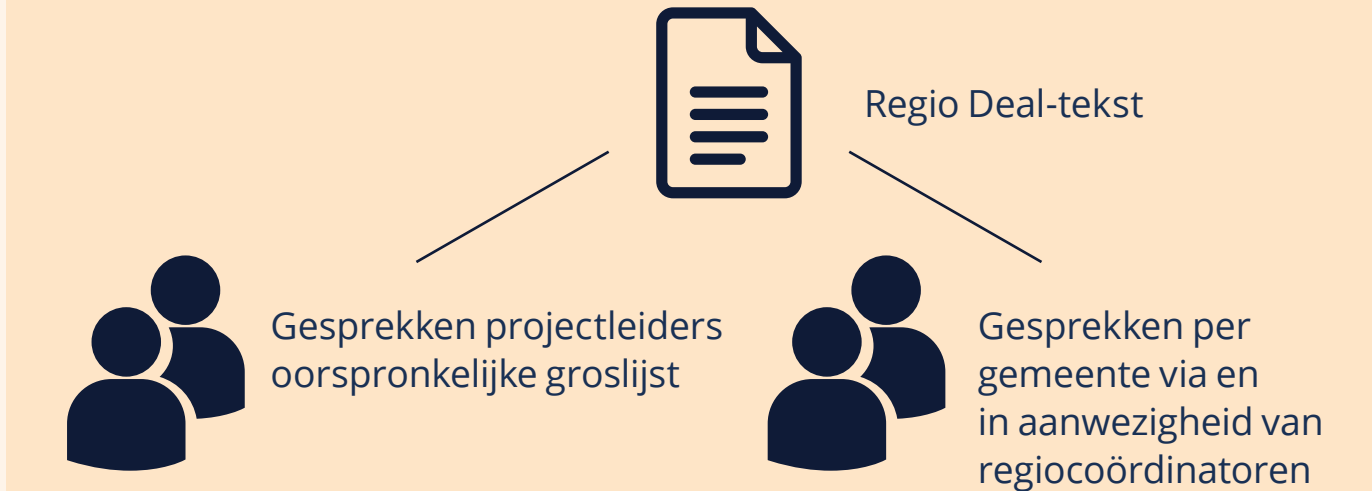 Regio Deal-tekst
Gesprekken projectleiders
oorspronkelijke groslijst
Gesprekken per
gemeente via en
in aanwezigheid van
regiocoördinatoren